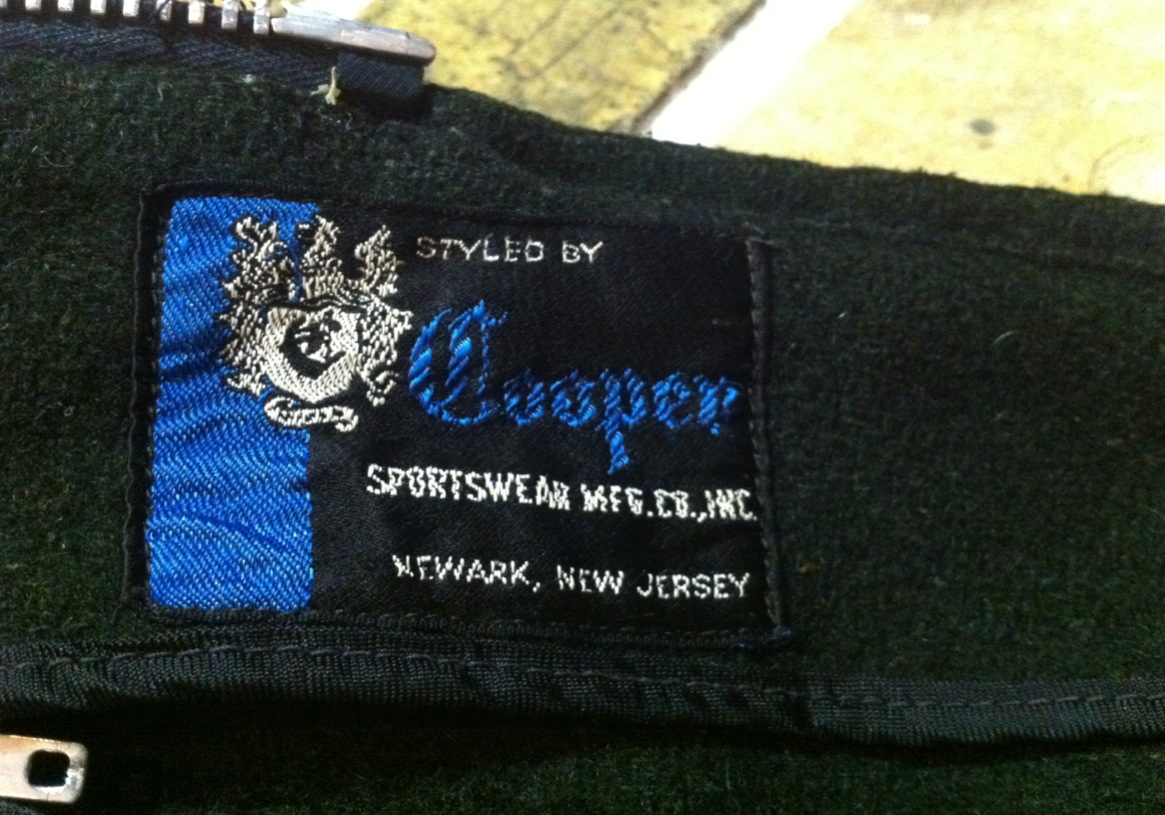 STYLED BY
Cooper
SPORTSWEAR MFG.CO.,INC.
NEWARK, NEW JERSEY